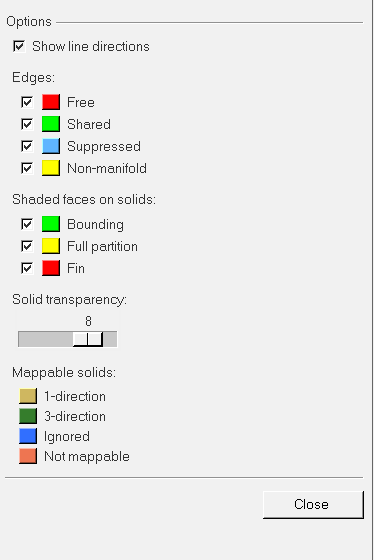 Options
Show line directions
Edges:
Free
Shared
Suppressed
Non-manifold
Shaded faces on solids:
Bounding
Full partition
Fin
Solid transparency:
8
Mappable solids:
1-direction
3-direction
Ignored
Not mappable
Close